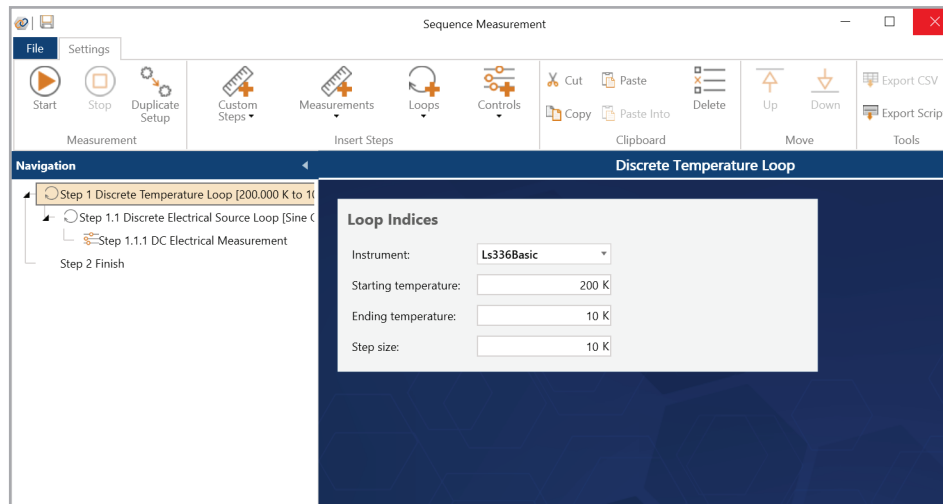 Sequence Measurement
File Settings
Start Stop Duplicate Setup Custom Steps Measurements Loops Controls Cut Paste Copy Paste Into Delete Up Down Export CSV Export Scrip
Measurement Insert Steps Clipboard Move Tools
Navigation Discrete Temperature Loop
Step 1 Discrete Temperature Loop [200.000 K to 10
Step 1.1 Discrete Electrical Source Loop [Sine
Step 1.1.1 DC Electrical Measurement
Step 2 Finish
Loop Indices
Instrument: Ls336Basic
Starting temperature: 200 K
Ending temperature: 10 K
Step size: 10 K